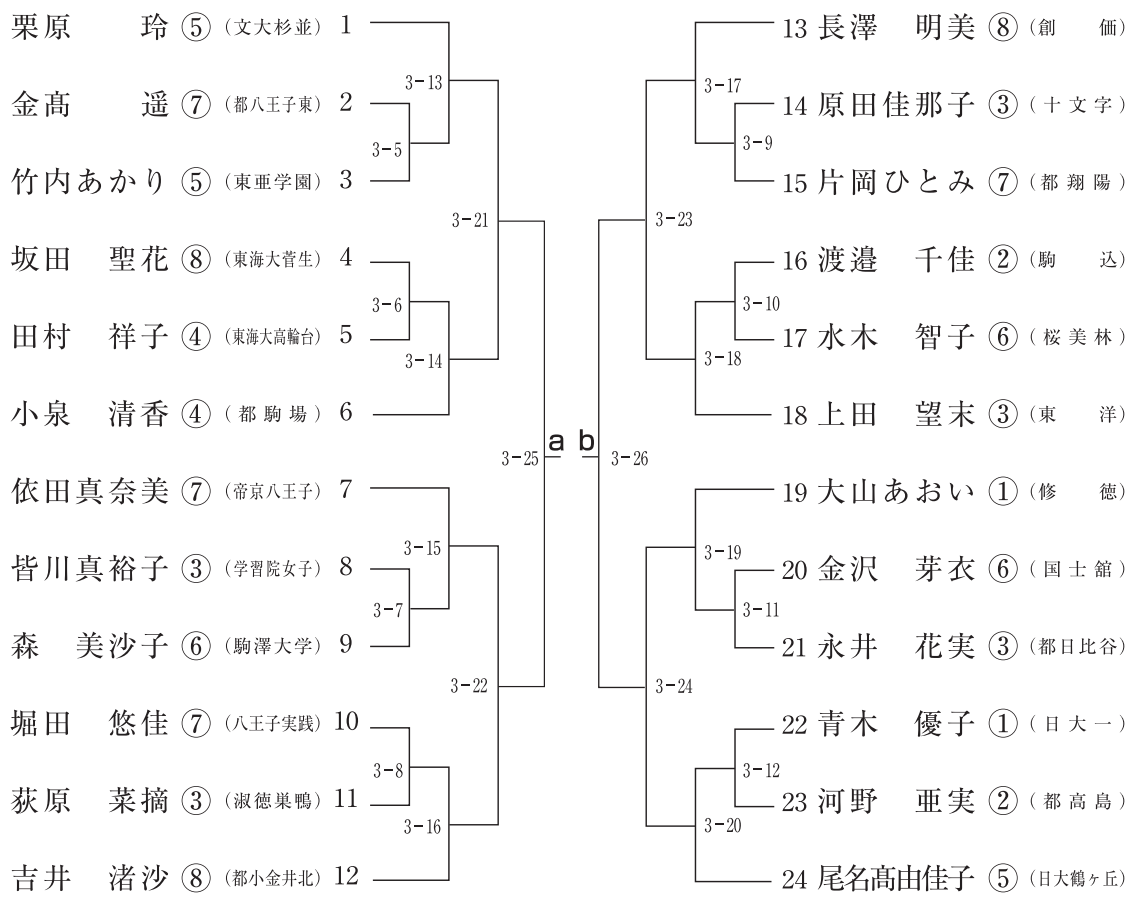 栗原 玲 ⑤ (文大杉並) 1
3-13
金髙 遥 ⑦ (都八王子東) 2
3-5
竹内あかり ⑤ (東亜学園) 3
3-21
坂田 聖花 ⑧ (東海大菅生) 4
3-6
田村 祥子 ④ (東海大高輪台) 5
3-14
小泉 清香 ④ (都駒場) 6
3-25 a
依田真奈美 ⑦ (帝京八王子) 7
3-15
皆川真裕子 ③ (学習院女子) 8
3-7
森 美沙子 ⑥ (駒澤大学) 9
3-22
堀田 悠佳 ⑦ (八王子実践) 10
3-8
荻原 菜摘 ③ (淑徳巣鴨) 11
3-16
吉井 渚沙 ⑧ (都小金井北) 12
13 長澤 明美 ⑧ (創価)
3-17
14 原田佳那子 ③ (十文字)
3-9
15 片岡ひとみ ⑦ (都翔陽)
3-23
16 渡邉 千佳 ② (駒込)
3-10
17 水木 智子 ⑥ (桜美林)
3-18
18 上田 望未 ③ (東洋)
b 3-26
19 大山あおい ① (修徳)
3-19
20 金沢 芽衣 ⑥ (国士舘)
3-11
21 永井 花実 ③ (都日比谷)
3-24
22 青木 優子 ① (日大一)
3-12
23 河野 亜実 ② (都高島)
3-20
24 尾名髙由佳子 ⑤ (日大鶴ヶ丘)